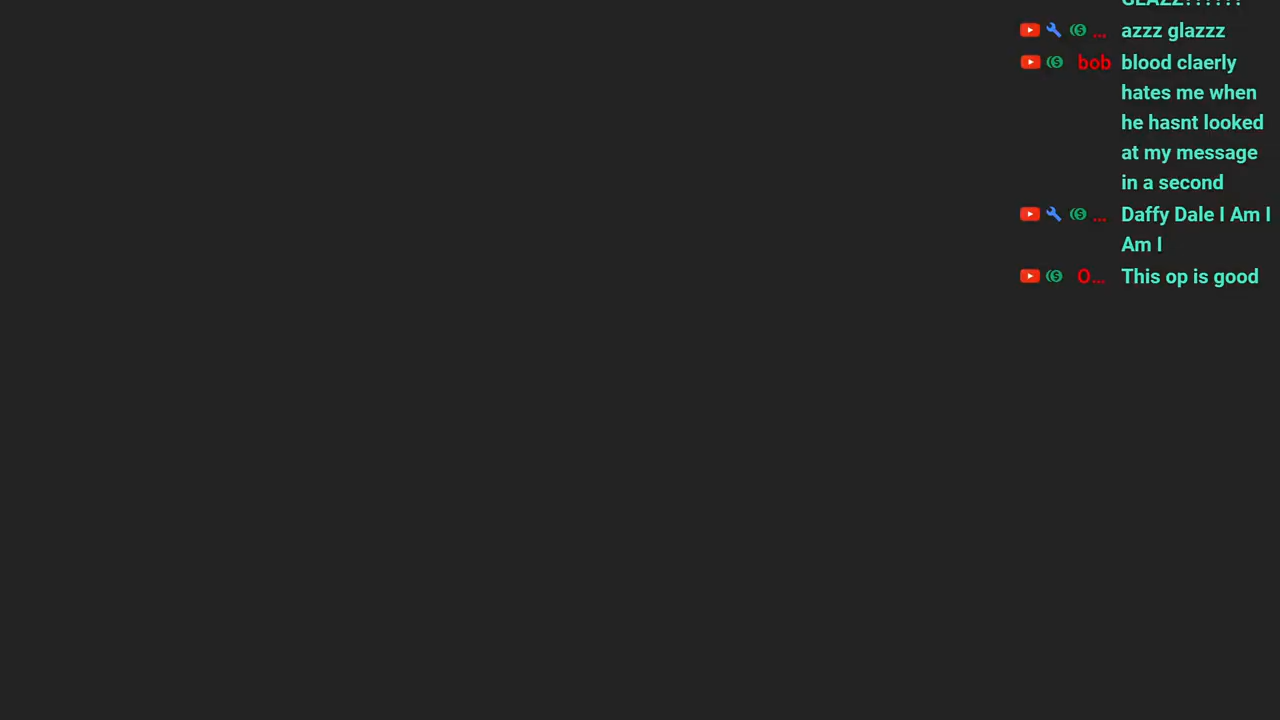 azzz glazzz
bob blood claerly
hates me when
he hasnt looked
at my message
in a second
... Daffy Dale I Am I
Am I
O... This op is good